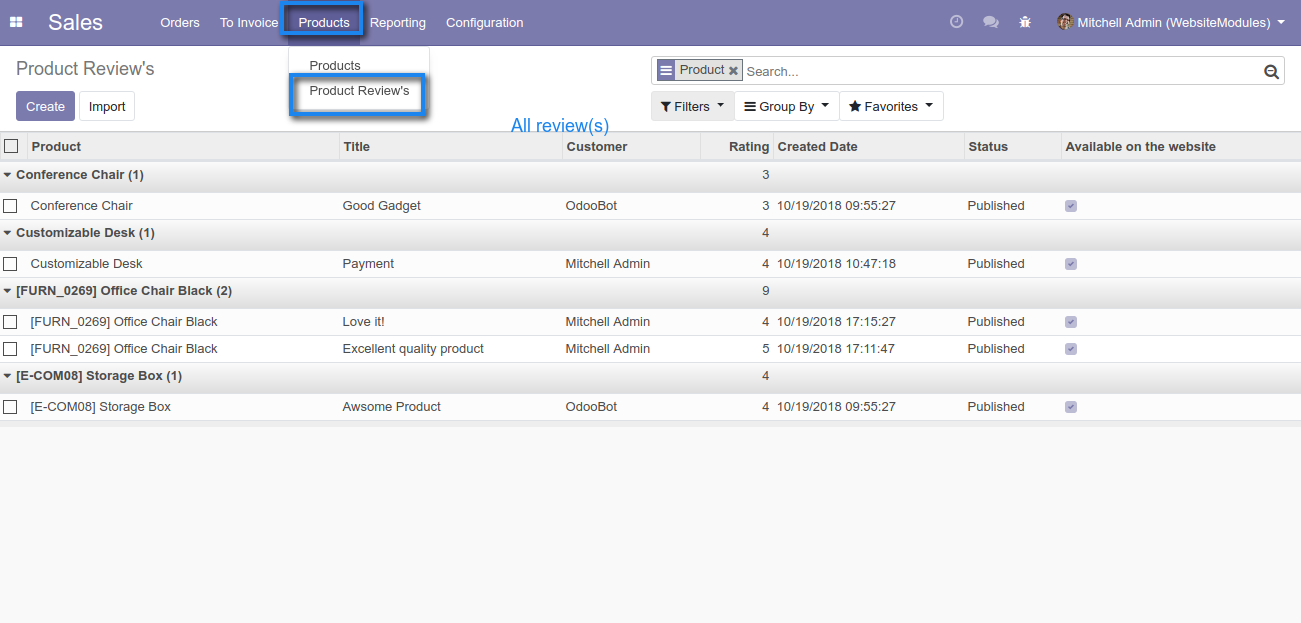 Sales Orders To Invoice Products Reporting Configuration Mitchell Admin (WebsiteModules)
Products
Product Review's
Product Review's
Product Search...
Create Import
Filters Group By Favorites
All review(s)
Product Title Customer Rating Created Date Status Available on the website
Conference Chair (1) 3
Conference Chair Good Gadget OdooBot 3 10/19/2018 09:55:27 Published
Customizable Desk (1) 4
Customizable Desk Payment Mitchell Admin 4 10/19/2018 10:47:18 Published
[FURN_0269] Office Chair Black (2) 9
[FURN_0269] Office Chair Black Love it! Mitchell Admin 4 10/19/2018 17:15:27 Published
[FURN_0269] Office Chair Black Excellent quality product Mitchell Admin 5 10/19/2018 17:11:47 Published
[E-COM08] Storage Box (1) 4
[E-COM08] Storage Box Awsome Product OdooBot 4 10/19/2018 09:55:27 Published